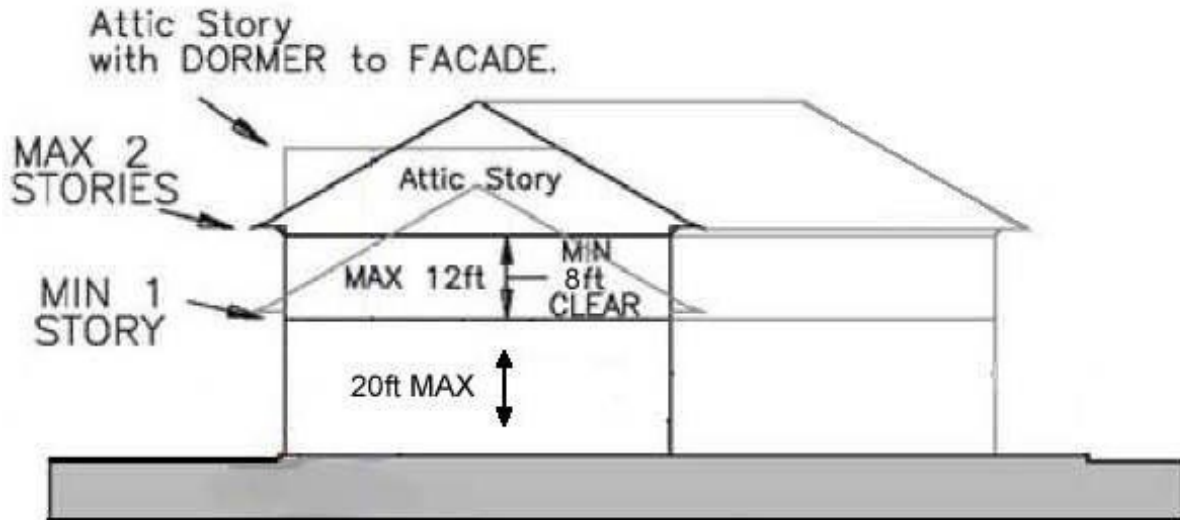 Attic Story
with DORMER to FACADE.
MAX 2
STORIES
Attic Story
MIN
MAX 12ft
8ft
CLEAR
MIN 1
STORY
20ft MAX